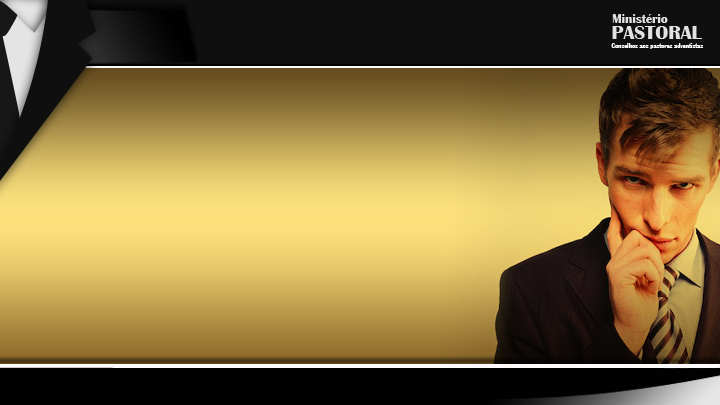 Ministério
PASTORAL
Conselhos aos pastores adventistas